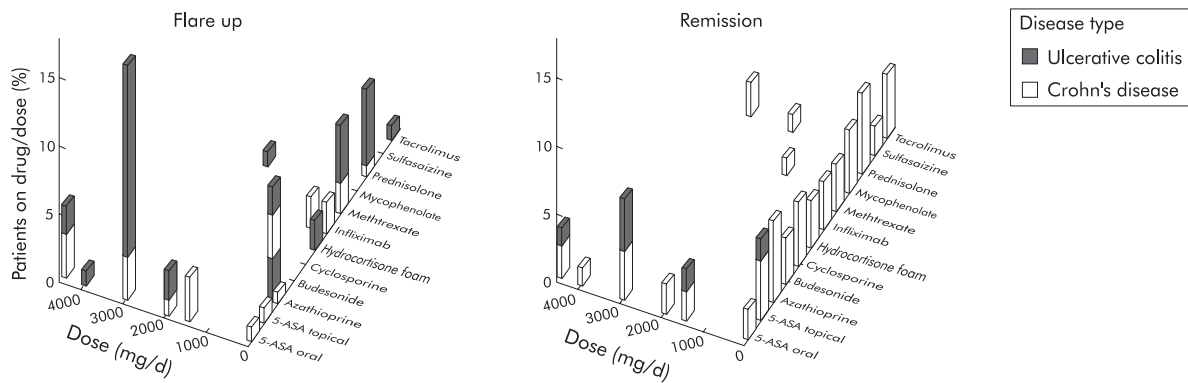 Flare up
Patients on drug/dose (%)
15
10
5
0
4000
3000
2000
1000
0
Dose (mg/d)
Tacrolimus
Sulfasaizine
Prednisolone
Mycophenolate
Methtrexate
Infliximab
Hydrocortisone foam
Cyclosporine
Budesonide
Azathioprine
5-ASA topical
5-ASA oral
Remission
15
10
5
0
4000
3000
2000
1000
0
Dose (mg/d)
Tacrolimus
Sulfasaizine
Prednisolone
Mycophenolate
Methtrexate
Infliximab
Hydrocortisone foam
Cyclosporine
Budesonide
Azathioprine
5-ASA topical
5-ASA oral
Disease type
Ulcerative colitis
Crohn's disease